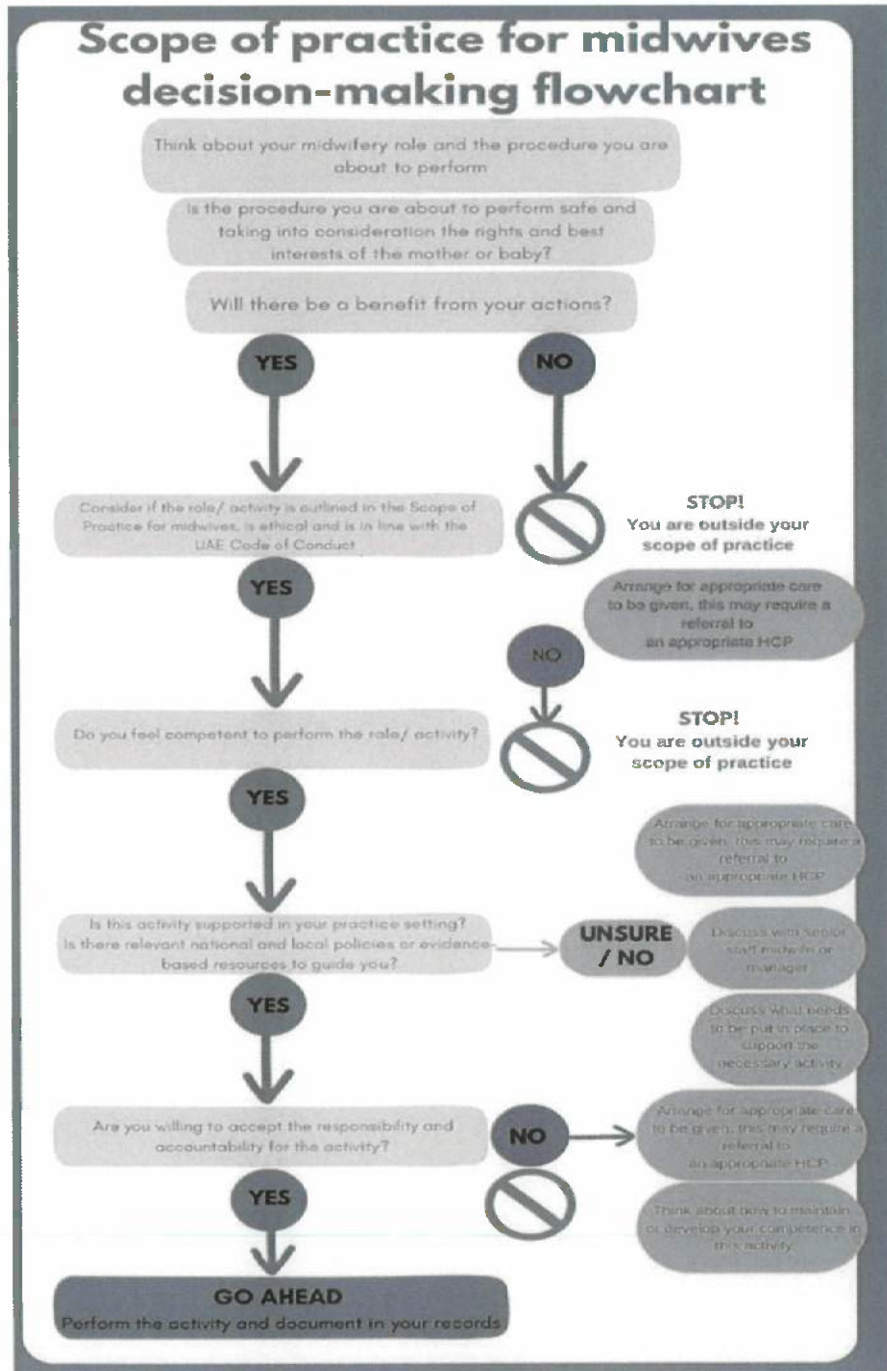 Scope of practice for midwives
decision-making flowchart
Think about your midwifery role and the procedure you are
about to perform
Is the procedure you are about to perform safe and
taking into consideration the rights and best
interests of the mother or baby?
Will there be a benefit from your actions?
YES
NO
Consider if the role/ activity is outlined in the Scope of
Practice for midwives, is ethical and is in line with the
UAE Code of Conduct
STOP!
You are outside your
scope of practice
YES
Arrange for appropriate care
to be given, this may require a
referral to
an appropriate HCP
NO
Do you feel competent to perform the role/ activity?
STOP!
You are outside your
scope of practice
YES
Arrange for appropriate care
to be given, this may require a
referral to
an appropriate HCP
Is this activity supported in your practice setting?
Is there relevant national and local policies or evidence-
based resources to guide you?
UNSURE
/ NO
Discuss with senior
staff midwife or
manager
YES
Discuss what needs
to be put in place to
support the
necessary activity
Are you willing to accept the responsibility and
accountability for the activity?
NO
Arrange for appropriate care
to be given, this may require a
referral to
an appropriate HCP
YES
Think about how to maintain
or develop your competence in
this activity
GO AHEAD
Perform the activity and document in your records